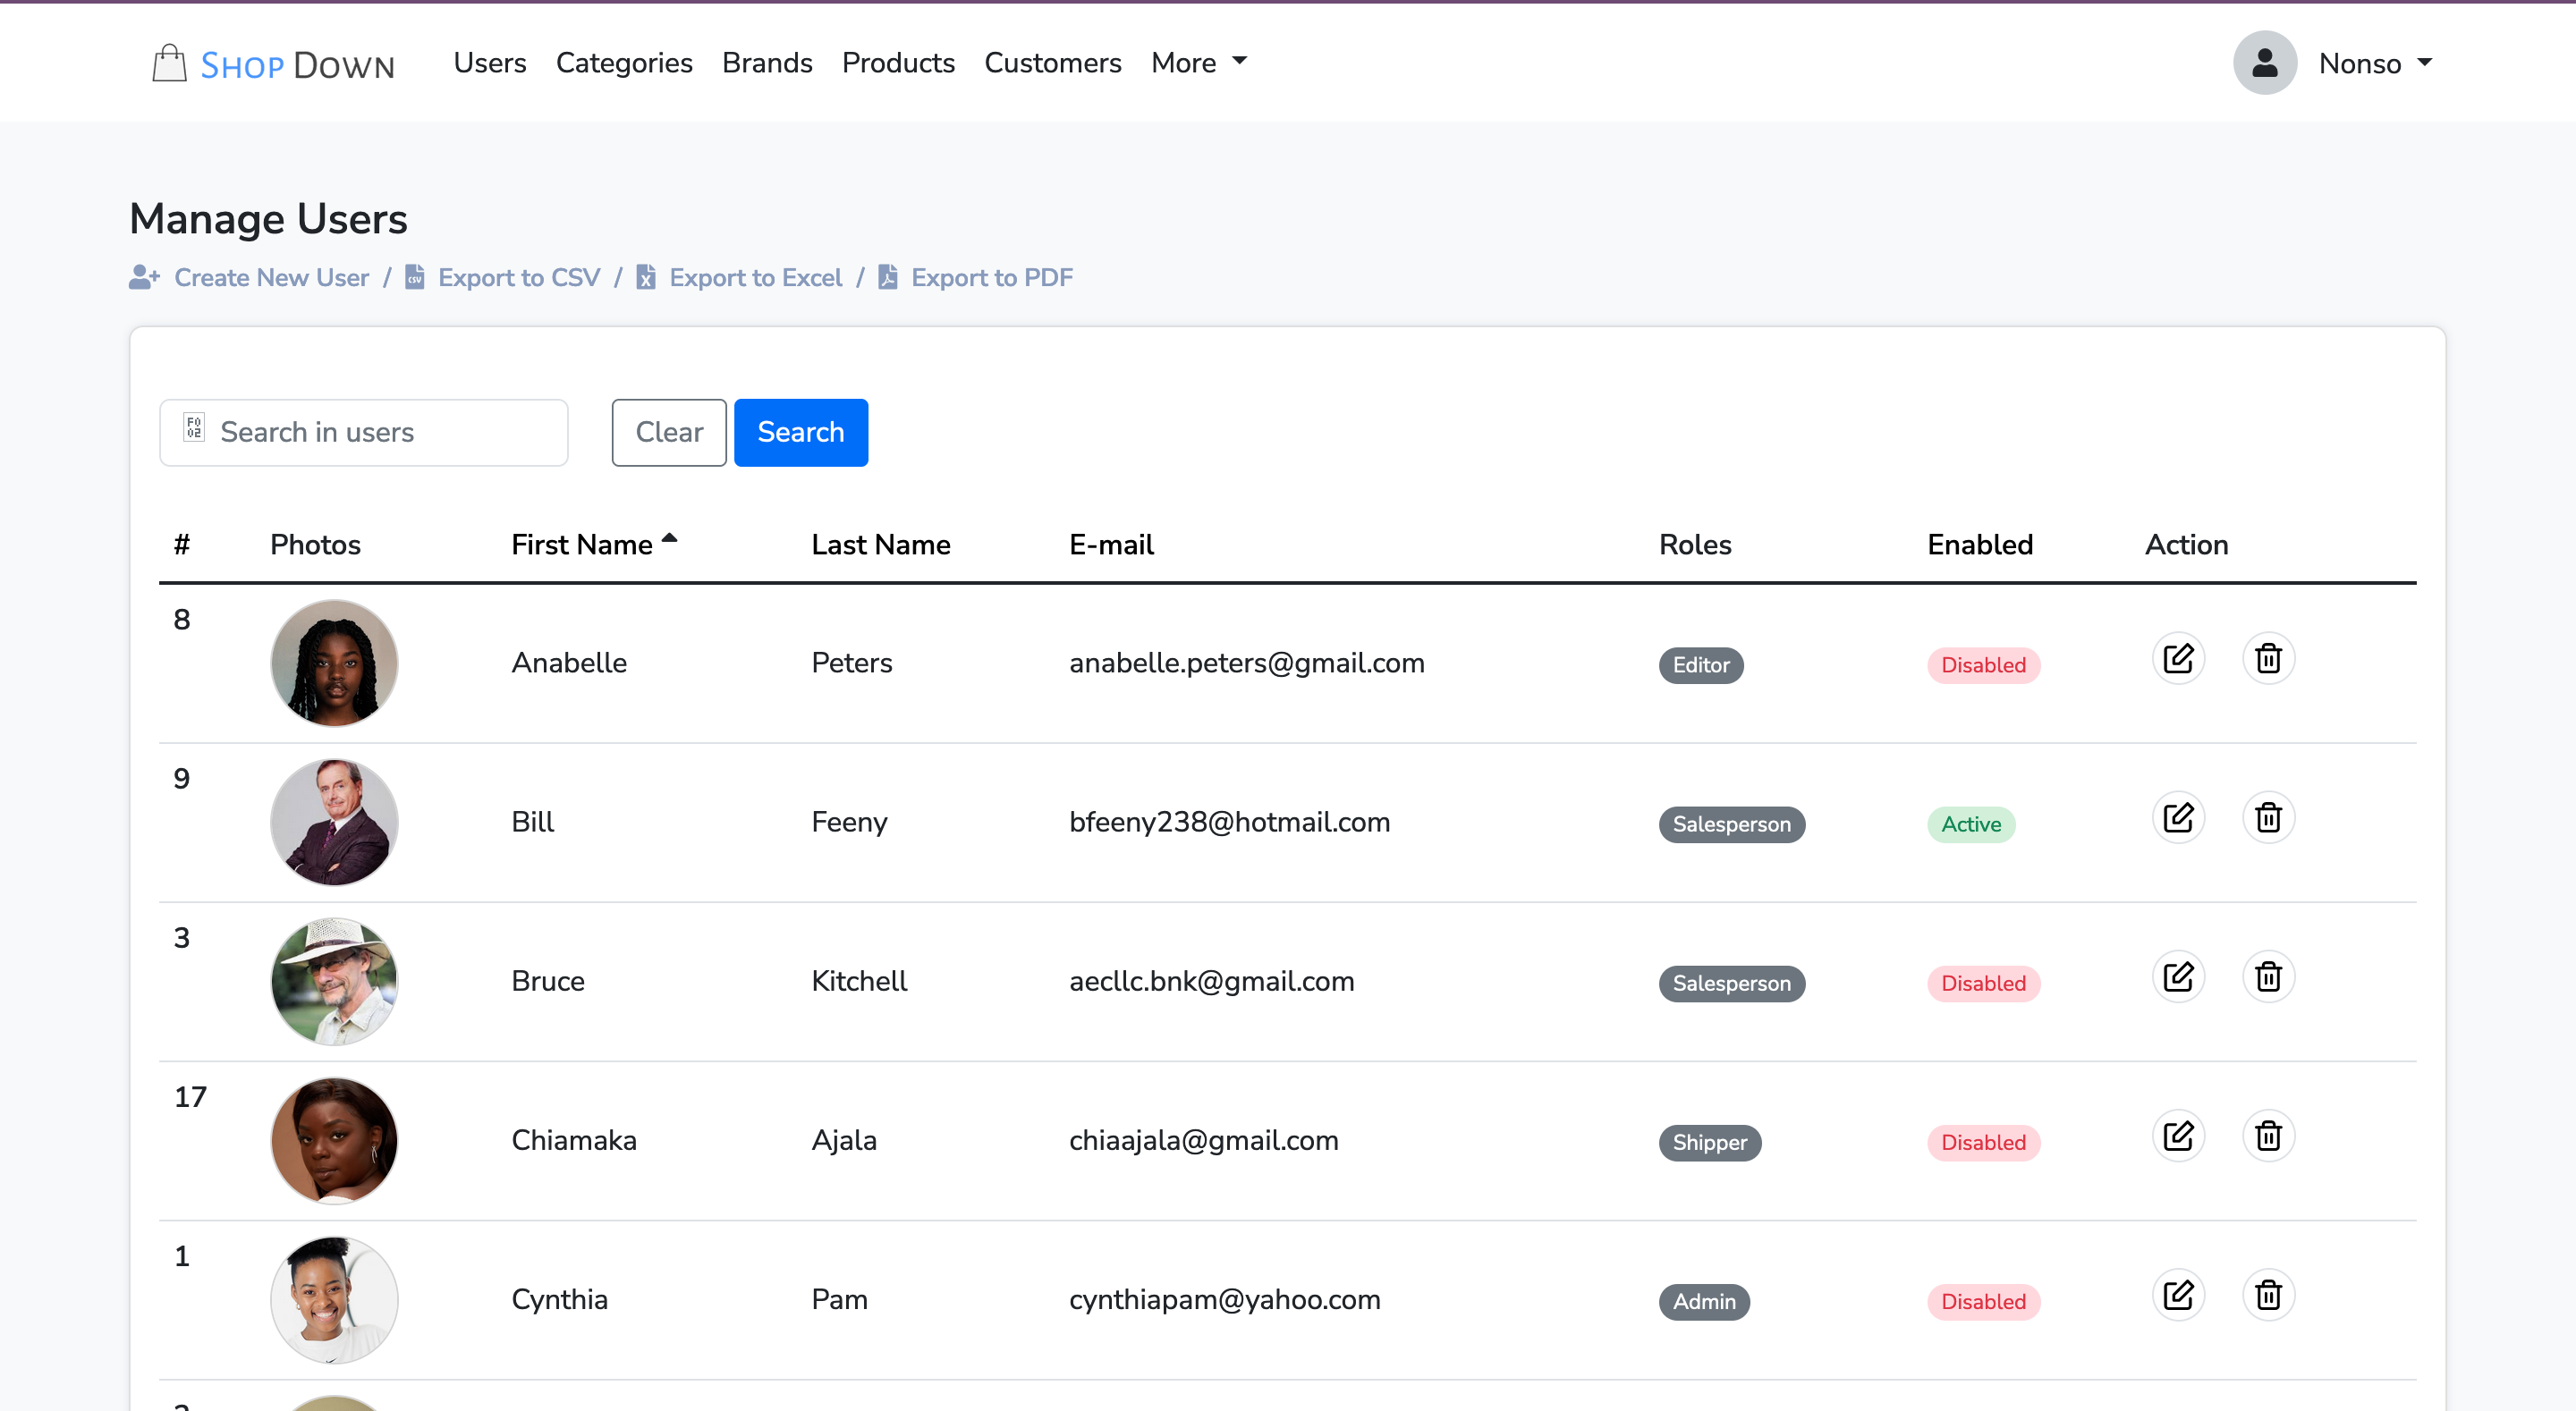 SHOP DOWN Users Categories Brands Products Customers More Nonso
Manage Users
Create New User / Export to CSV / Export to Excel / Export to PDF
Search in users Clear Search
# Photos First Name Last Name E-mail Roles Enabled Action
8 Anabelle Peters anabelle.peters@gmail.com Editor Disabled
9 Bill Feeny bfeeny238@hotmail.com Salesperson Active
3 Bruce Kitchell aecllc.bnk@gmail.com Salesperson Disabled
17 Chiamaka Ajala chiaajala@gmail.com Shipper Disabled
1 Cynthia Pam cynthiapam@yahoo.com Admin Disabled